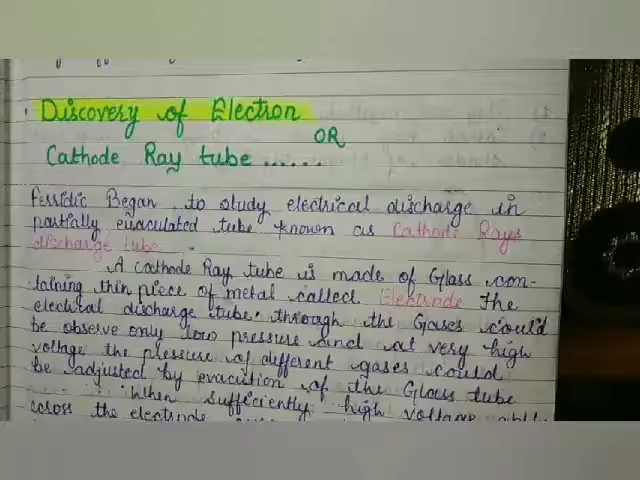 Discovery of Electron
OR
Cathode Ray tube ......
Began to study electrical discharge in
partially evacuated tube known as Cathode Rays
discharge tube
A Cathode Ray tube is made of Glass con-
taining thin piece of metal called Electrode The
electrical discharge tube. through the Gases could
be observe only low pressure and at very high
voltage the pressure of different gases could
be adjusted by evacution of the Glass tube
When sufficiently high voltage
across the electrode